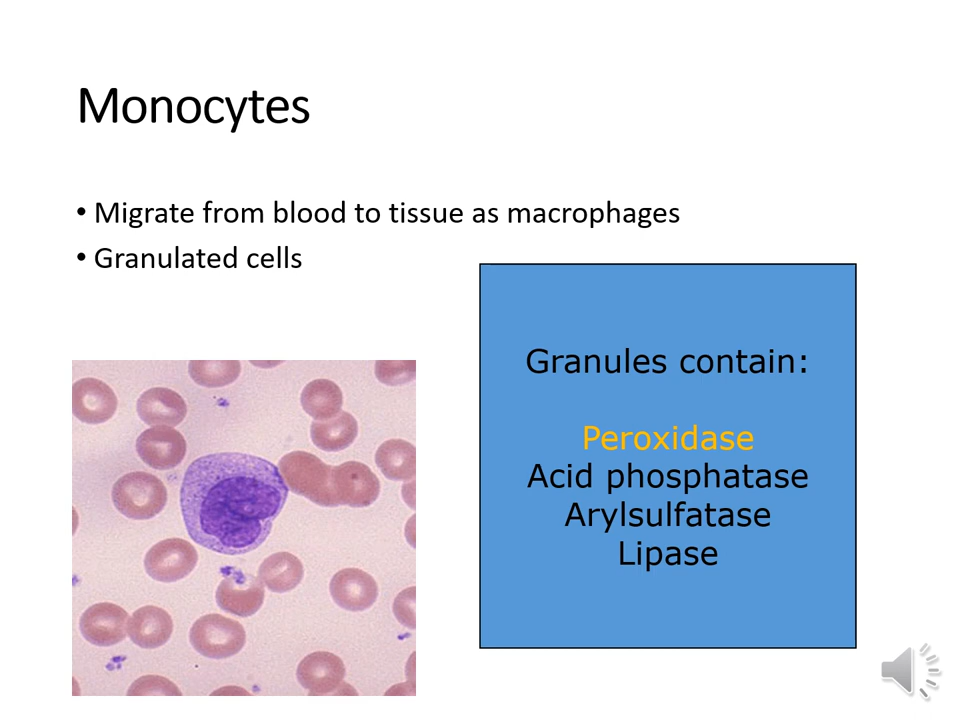 Monocytes
• Migrate from blood to tissue as macrophages
• Granulated cells
Granules contain:
Peroxidase
Acid phosphatase
Arylsulfatase
Lipase